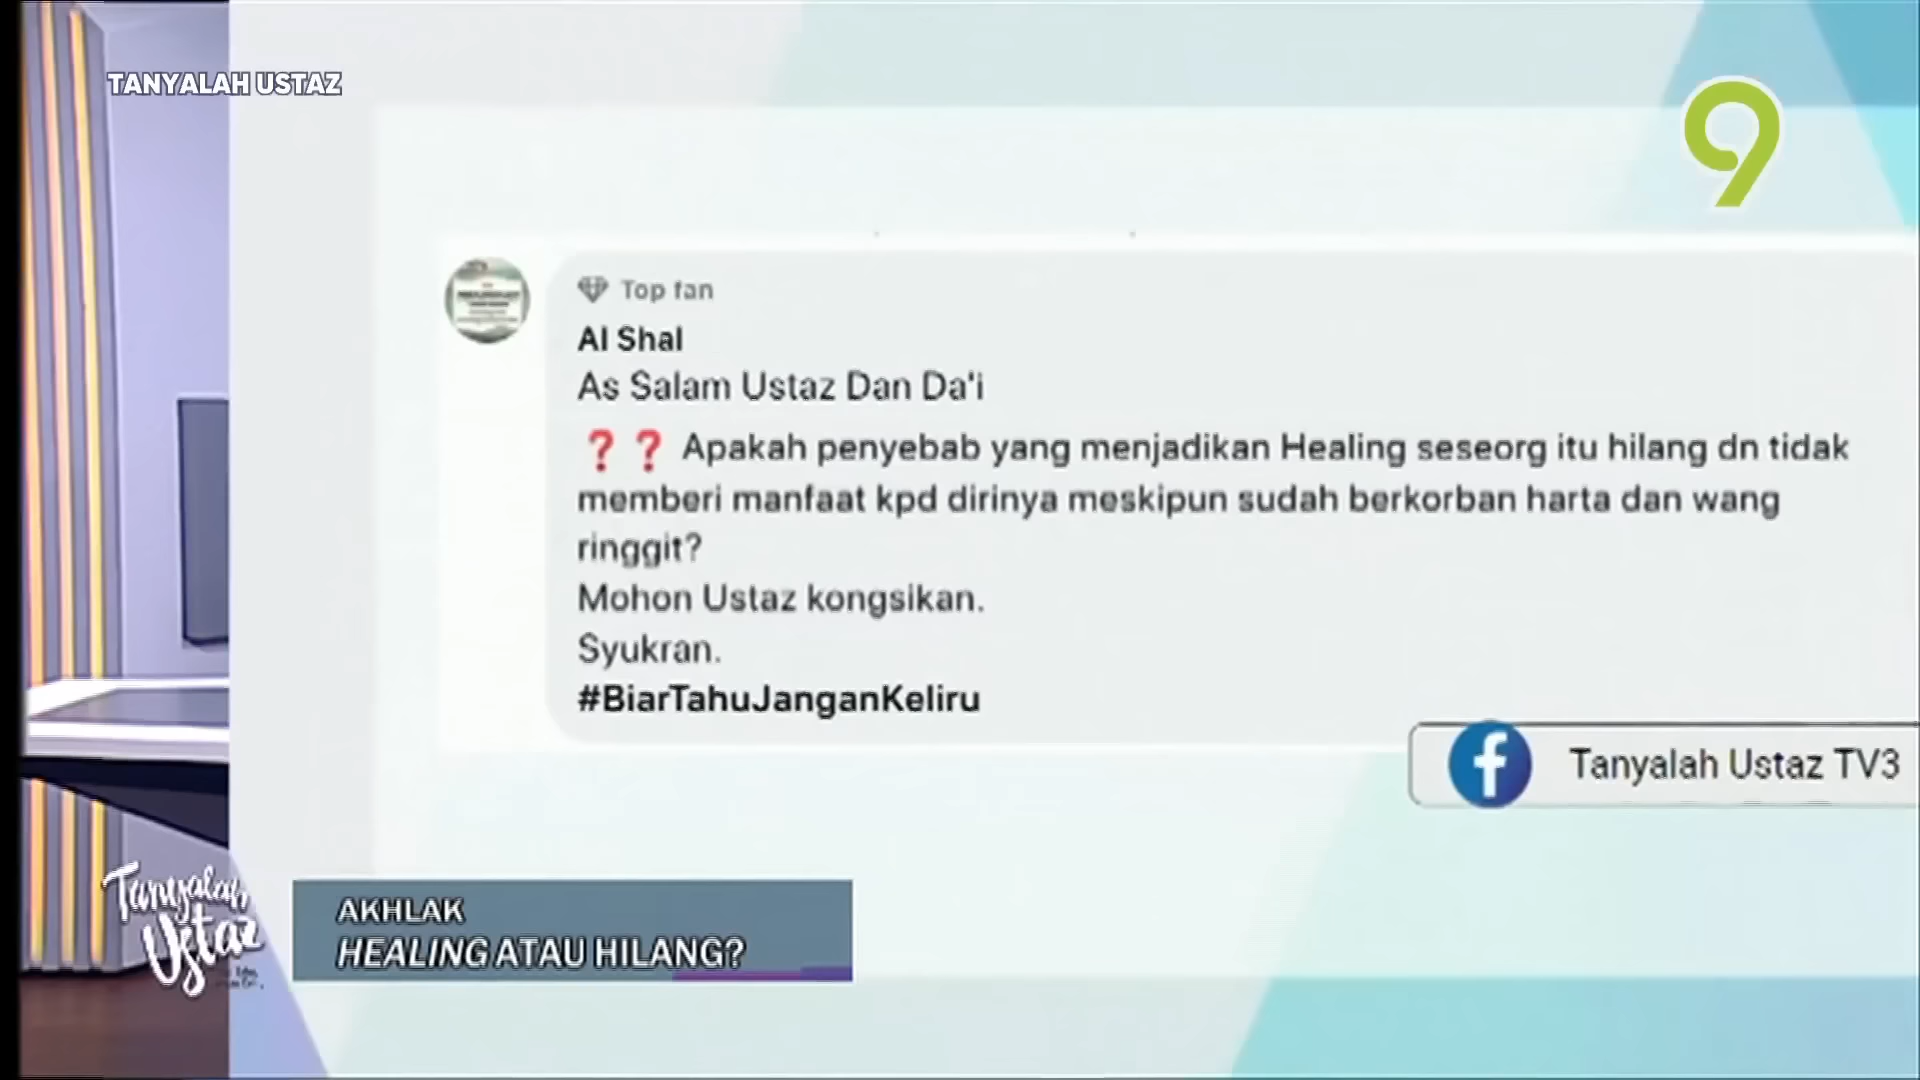 TANYALAH USTAZ
9
Top fan
Al Shal
As Salam Ustaz Dan Da'i
❓❓ Apakah penyebab yang menjadikan Healing seseorg itu hilang dn tidak
memberi manfaat kpd dirinya meskipun sudah berkorban harta dan wang
ringgit?
Mohon Ustaz kongsikan.
Syukran.
#BiarTahuJanganKeliru
Tanyalah Ustaz TV3
Tanyalah
Ustaz
AKHLAK
HEALING ATAU HILANG?